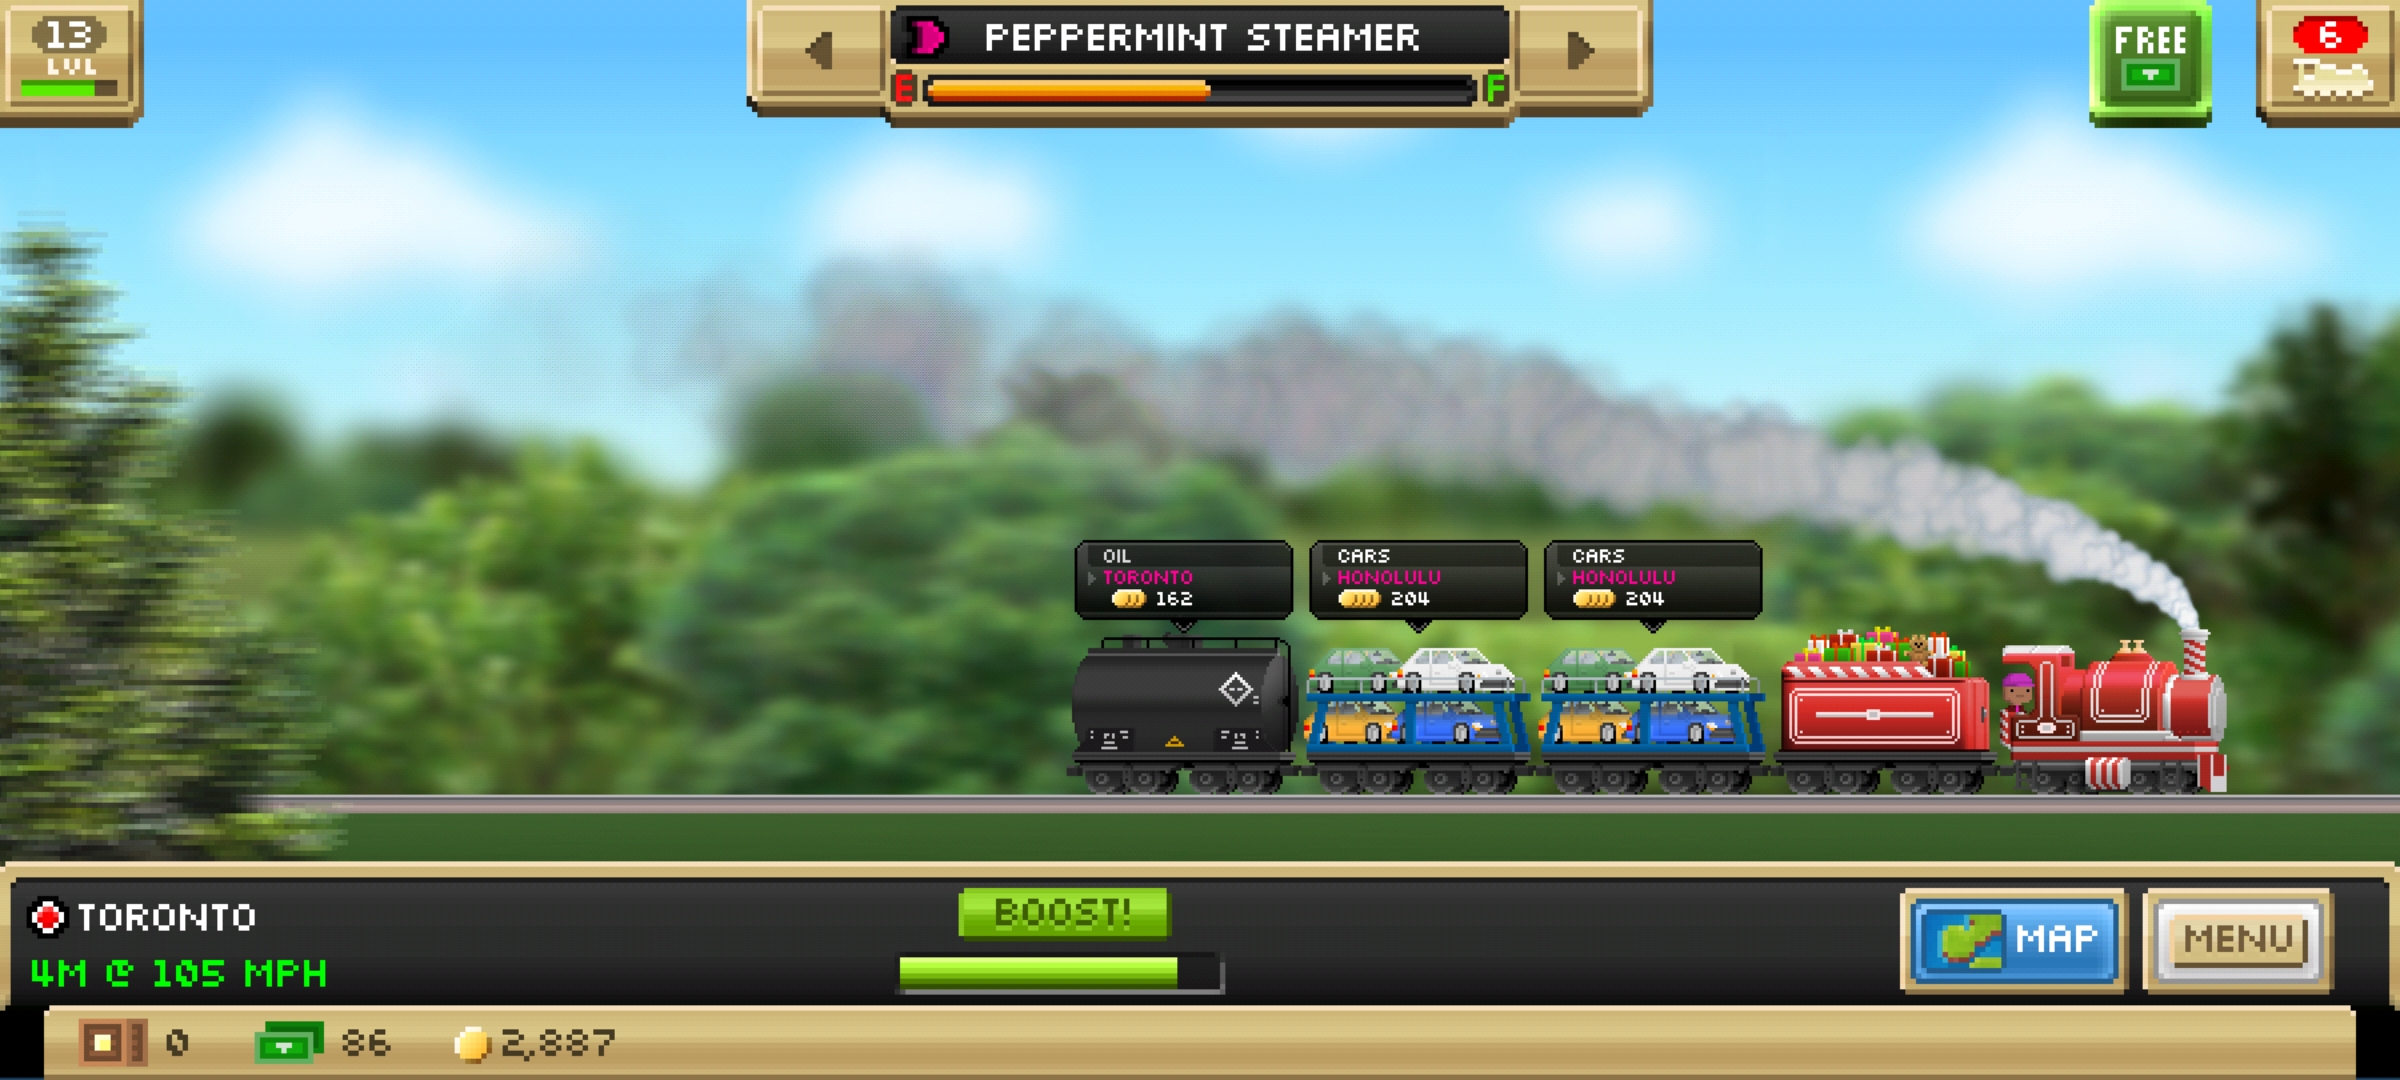 13
LVL
PEPPERMINT STEAMER
E
F
FREE
6
OIL
TORONTO
162
CARS
HONOLULU
204
CARS
HONOLULU
204
TORONTO
4M @ 105 MPH
BOOST!
MAP
MENU
0
86
2,887